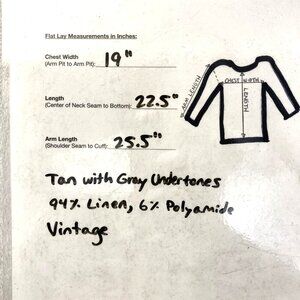 Flat Lay Measurements in Inches:
Chest Width
(Arm Pit to Arm Pit): 19"
Length
(Center of Neck Seam to Bottom): 22.5"
Arm Length
(Shoulder Seam to Cuff): 25.5"
ARM LENGTH
CHEST WIDTH
LENGTH
Tan with Gray Undertones
94% Linen, 6% Polyamide
Vintage